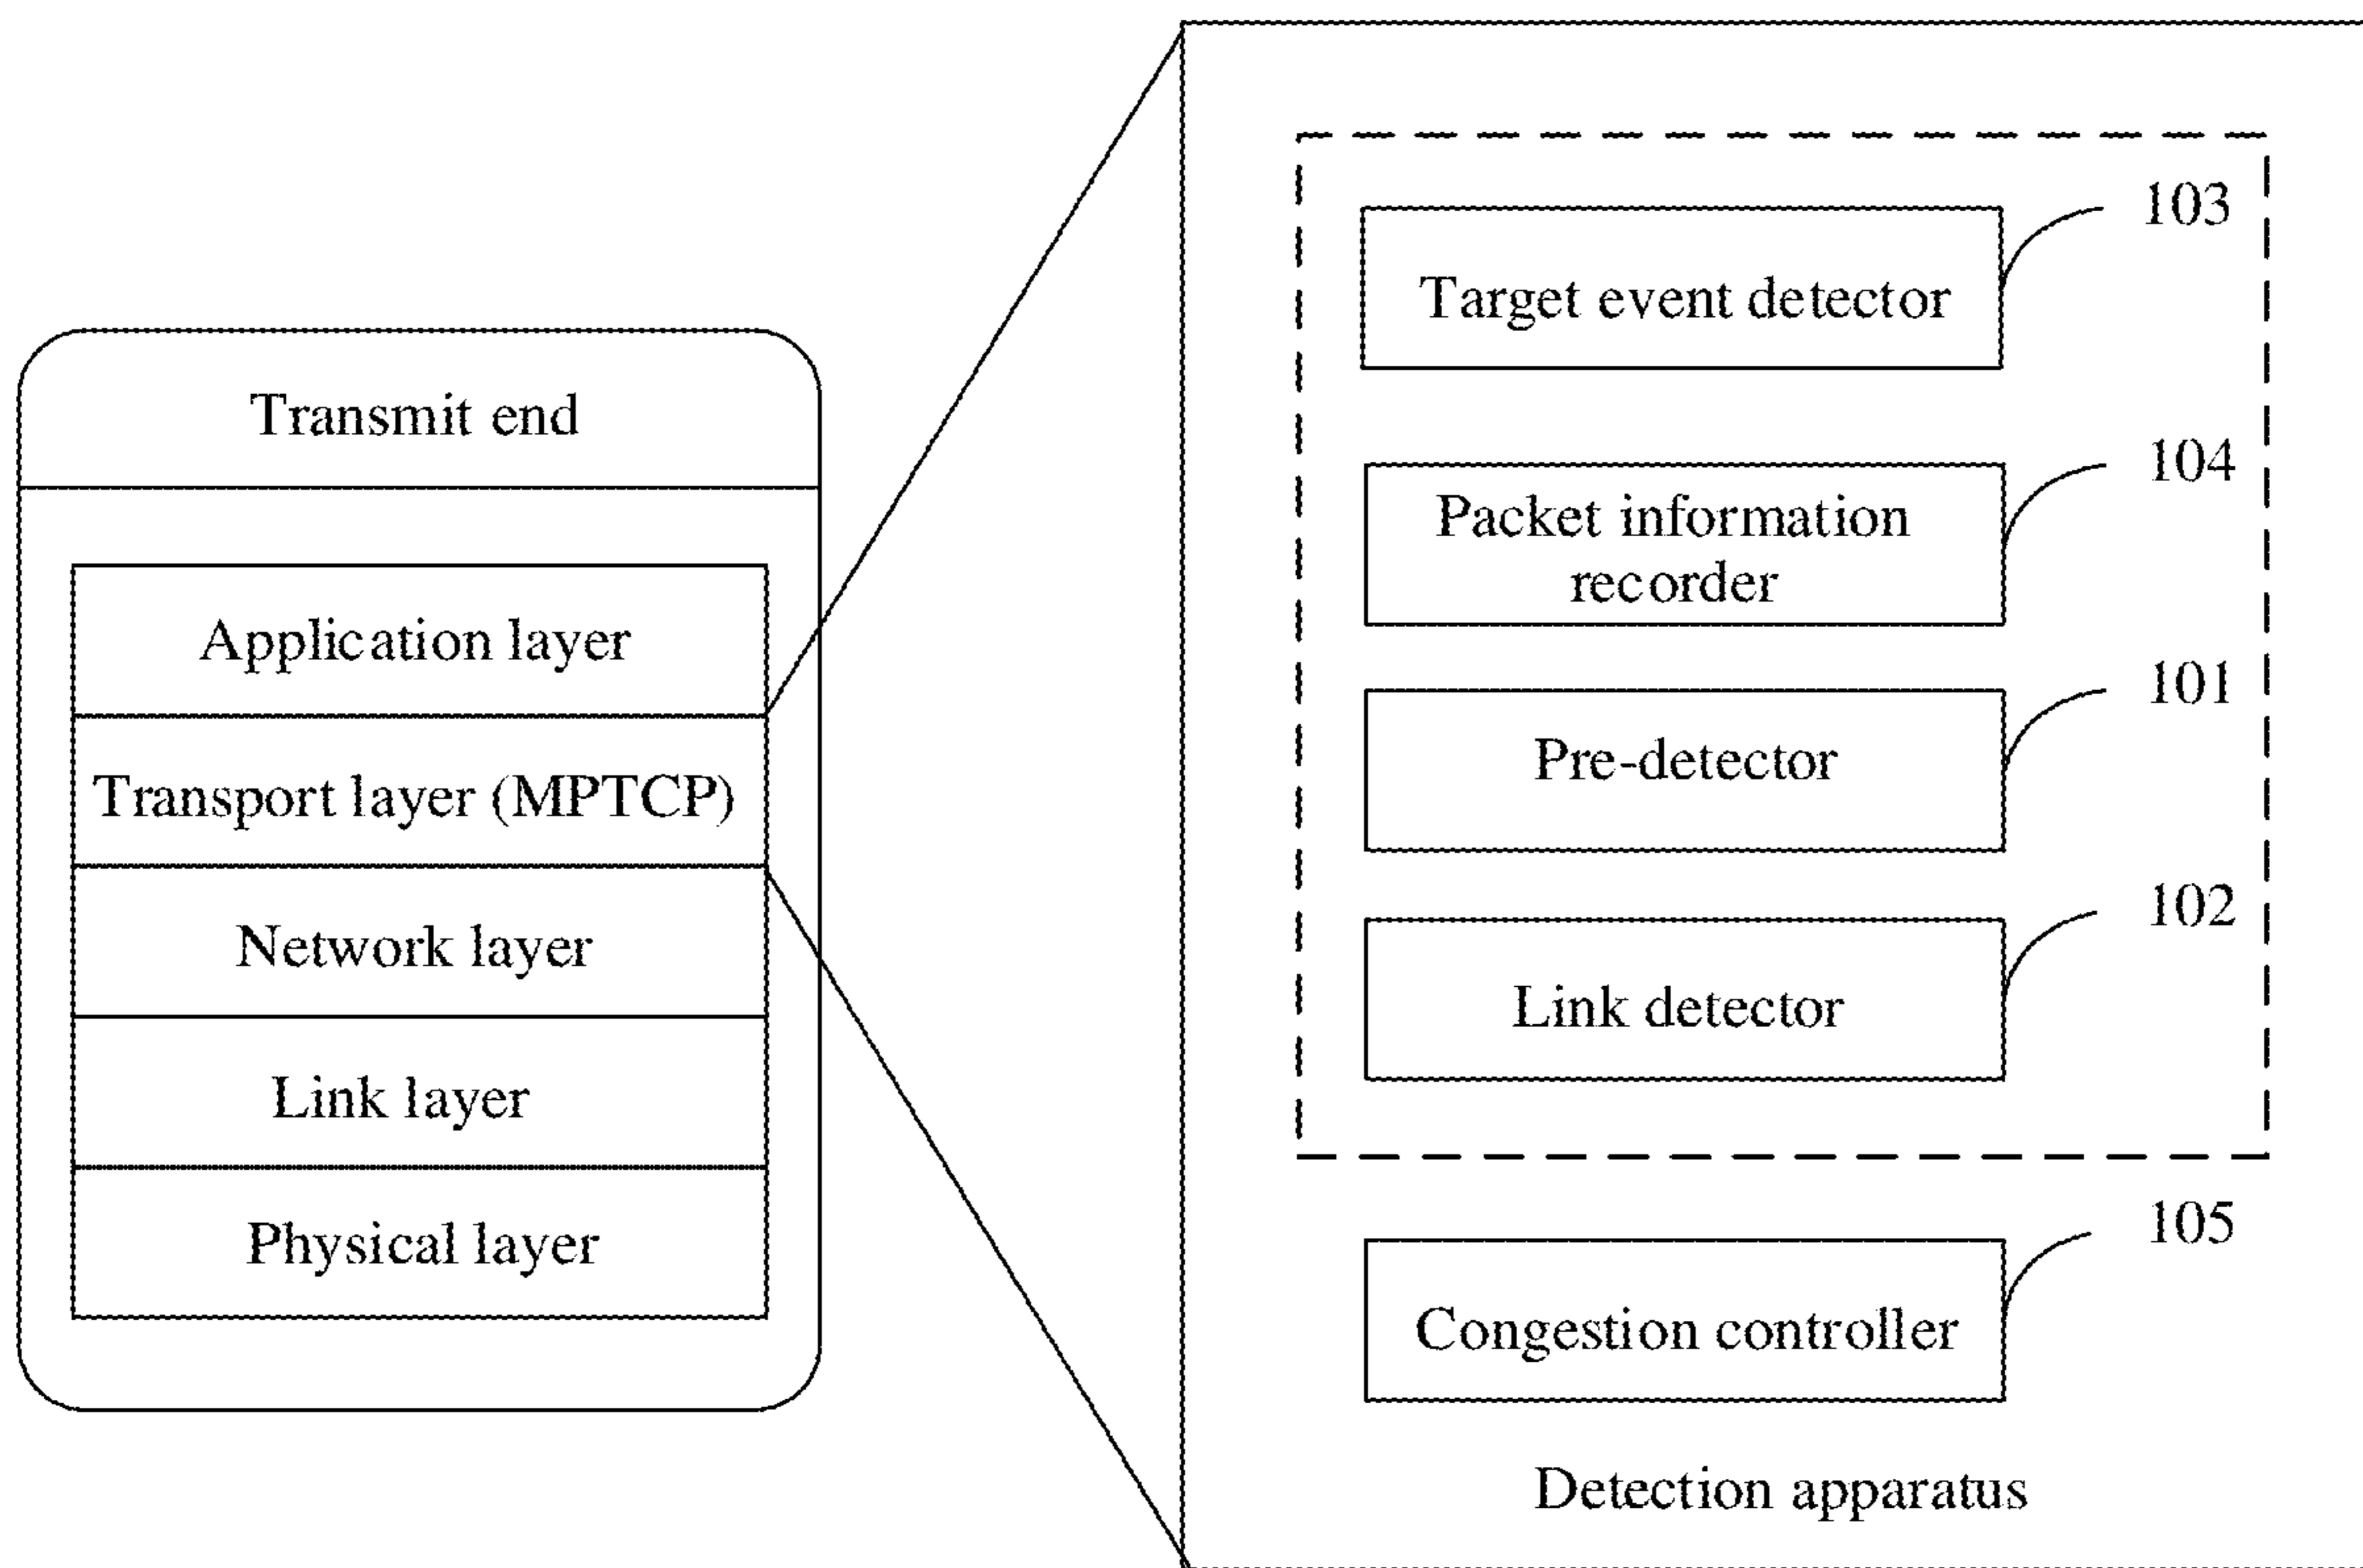 Transmit end
Application layer
Transport layer (MPTCP)
Network layer
Link layer
Physical layer
103
Target event detector
104
Packet information
recorder
101
Pre-detector
102
Link detector
105
Congestion controller
Detection apparatus